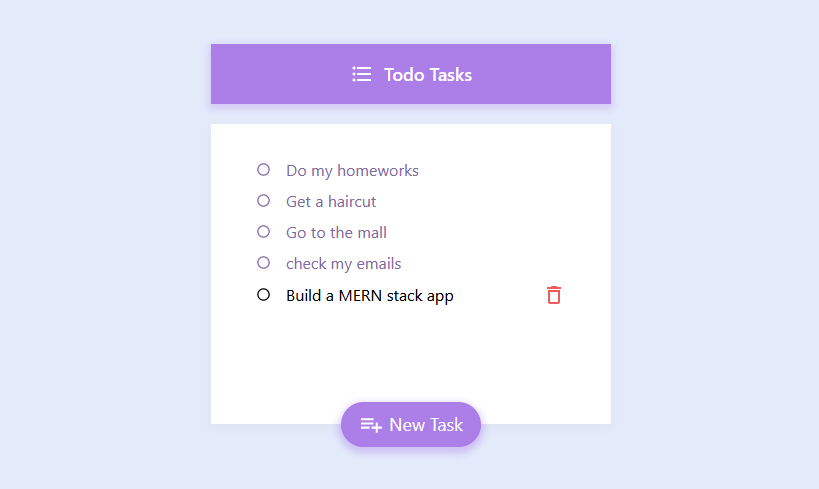 Todo Tasks
Do my homeworks
Get a haircut
Go to the mall
check my emails
Build a MERN stack app
New Task